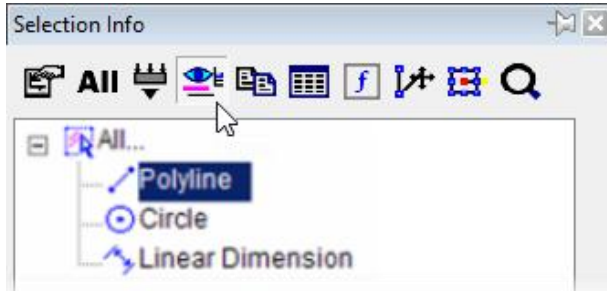 Selection Info
All
All...
Polyline
Circle
Linear Dimension